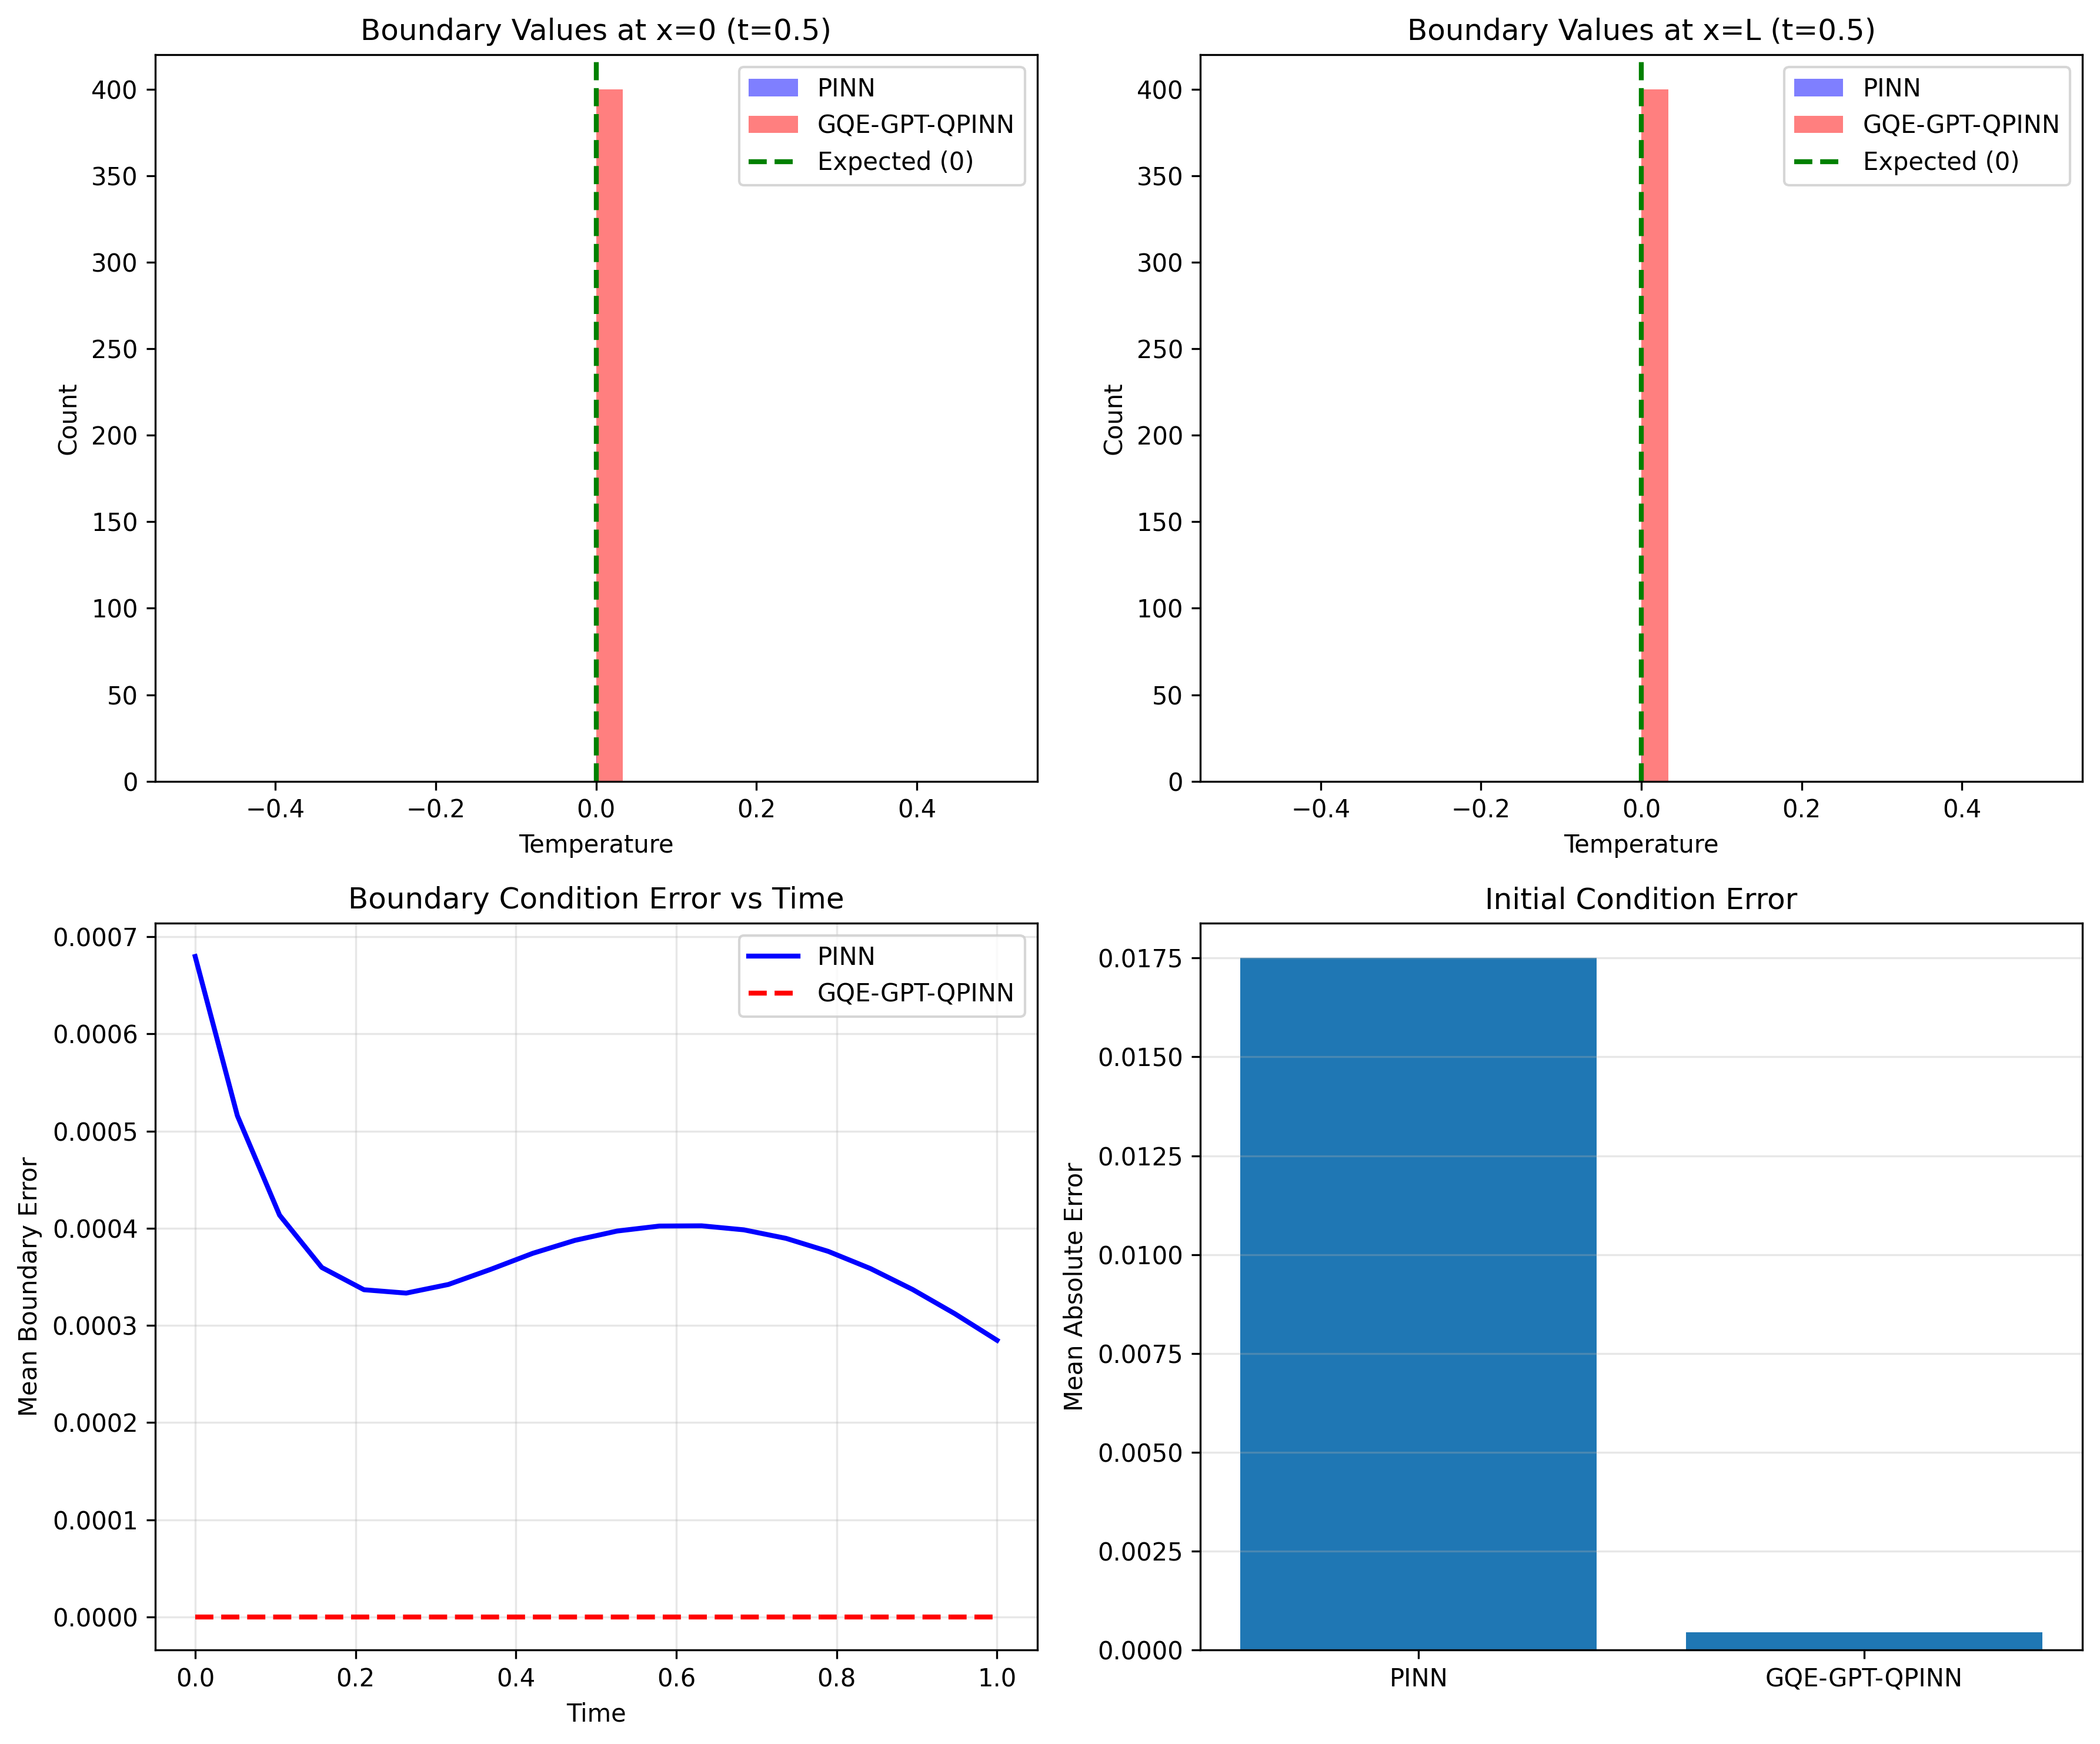 Boundary Values at x=0 (t=0.5)
Count
400
350
300
250
200
150
100
50
0
−0.4 −0.2 0.0 0.2 0.4
Temperature
PINN
GQE-GPT-QPINN
Expected (0)
Boundary Values at x=L (t=0.5)
Count
400
350
300
250
200
150
100
50
0
−0.4 −0.2 0.0 0.2 0.4
Temperature
PINN
GQE-GPT-QPINN
Expected (0)
Boundary Condition Error vs Time
Mean Boundary Error
0.0007
0.0006
0.0005
0.0004
0.0003
0.0002
0.0001
0.0000
0.0 0.2 0.4 0.6 0.8 1.0
Time
PINN
GQE-GPT-QPINN
Initial Condition Error
Mean Absolute Error
0.0175
0.0150
0.0125
0.0100
0.0075
0.0050
0.0025
0.0000
PINN GQE-GPT-QPINN